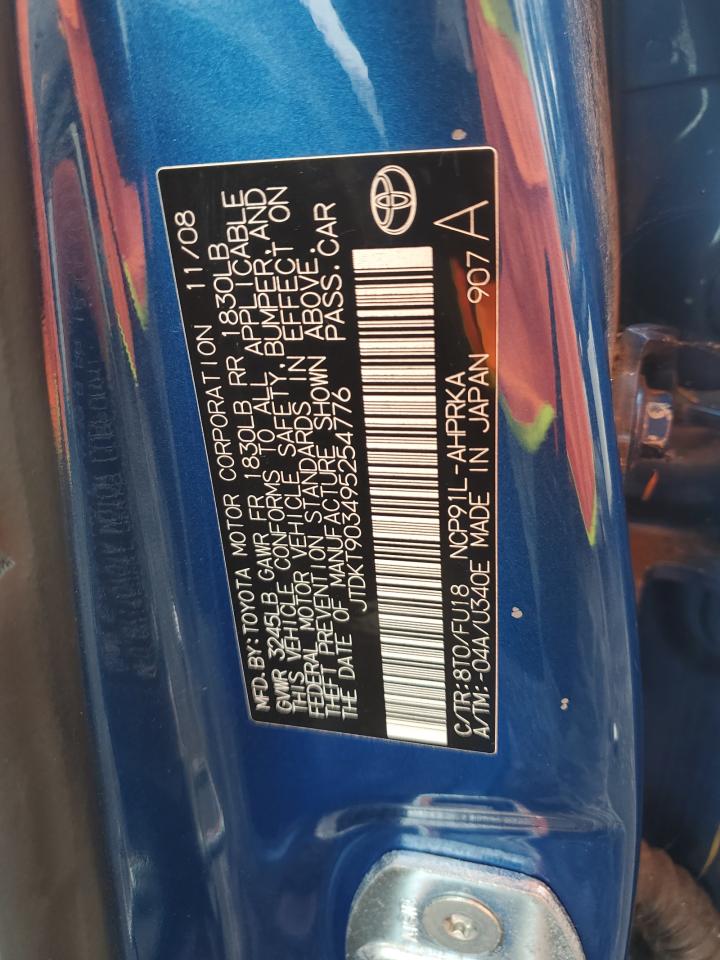 MFD. BY: TOYOTA MOTOR CORPORATION 11/08
GVWR 3245LB GAWR FR 1830LB RR 1830LB
THIS VEHICLE CONFORMS TO ALL APPLICABLE
FEDERAL MOTOR VEHICLE SAFETY, BUMPER, AND
THEFT PREVENTION STANDARDS IN EFFECT ON
THE DATE OF MANUFACTURE SHOWN ABOVE.
JTDKT903495254776 PASS. CAR
C/TR: 8T0/FU18 NCP91L-AHPRKA
A/TM: -04A/U340E MADE IN JAPAN 907 A